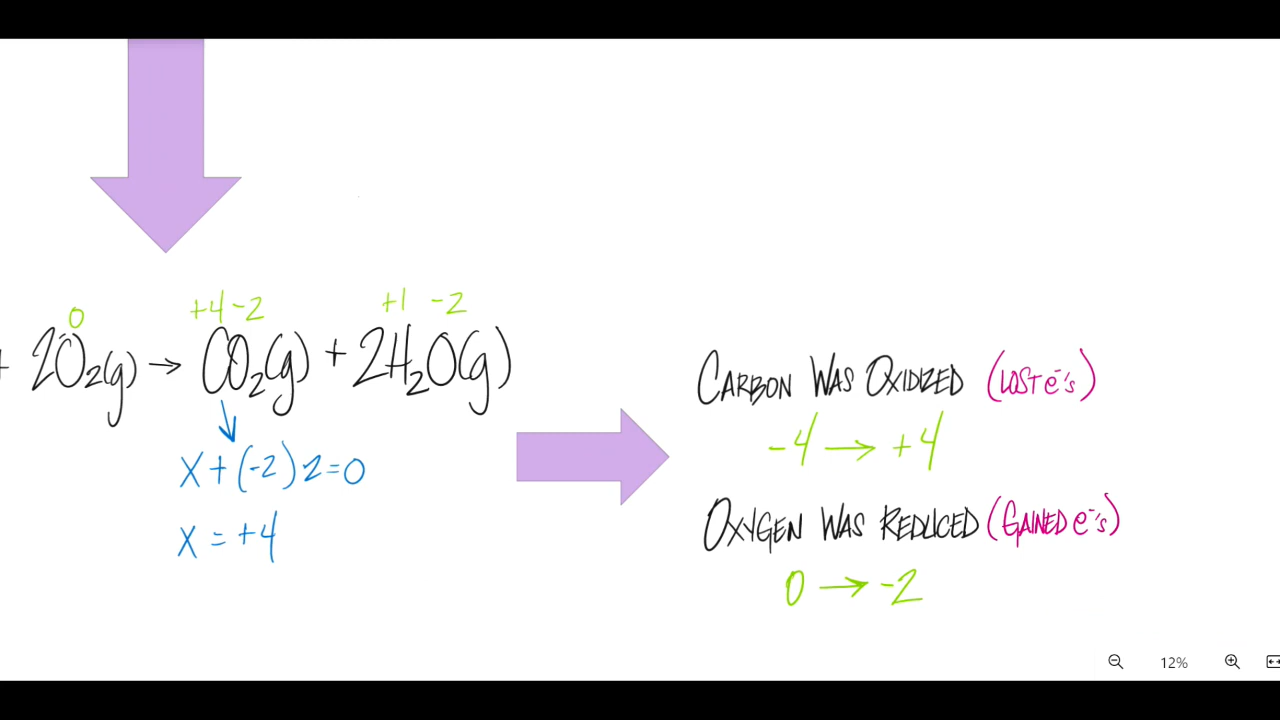 0 +4 -2 +1 -2
+ 2O₂(g) → CO₂(g) + 2H₂O(g)
x + (-2)2 = 0
x = +4
CARBON WAS OXIDIZED (LOST e⁻'s)
-4 → +4
OXYGEN WAS REDUCED (GAINED e⁻'s)
0 → -2
12%